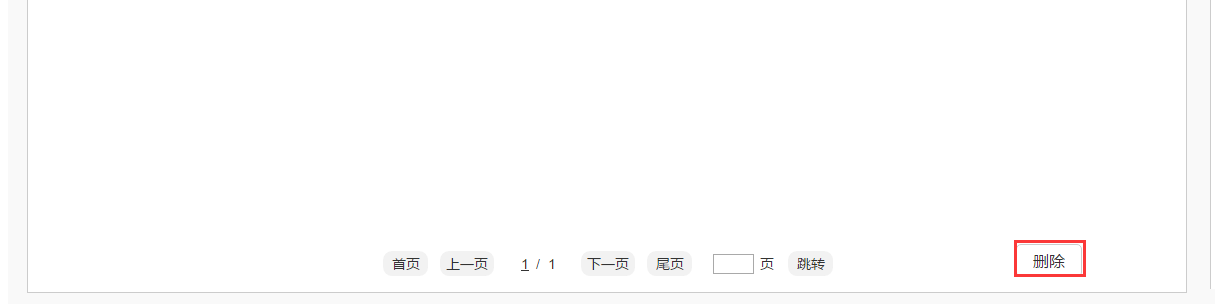 首页 上一页 1 / 1 下一页 尾页 页 跳转 删除